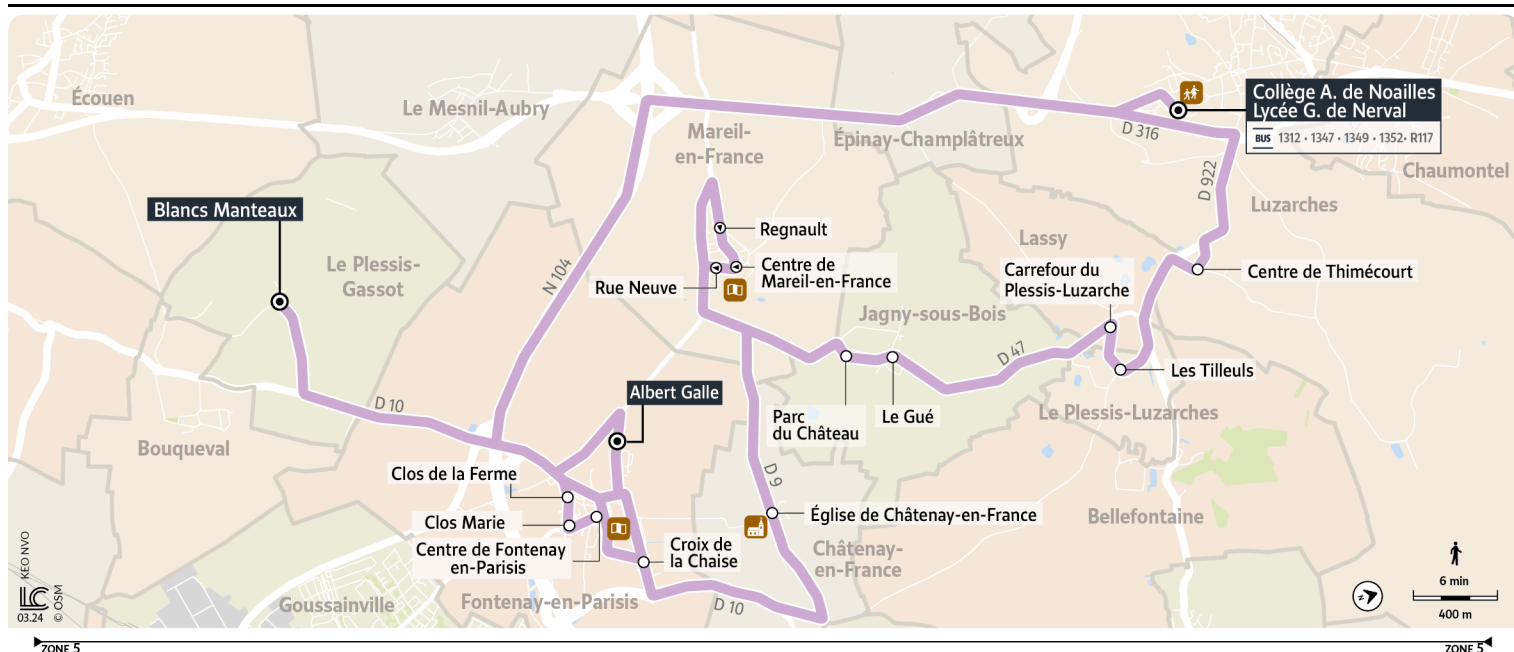 Écouen
Le Mesnil-Aubry
Mareil-
en-France
Épinay-Champlâtreux
D 316
Collège A. de Noailles
Lycée G. de Nerval
BUS 1312 • 1347 • 1349 • 1352• R117
Chaumontel
D 922
Luzarches
Blancs Manteaux
Le Plessis-
Gassot
N 104
Regnault
Centre de
Mareil-en-France
Rue Neuve
Lassy
Carrefour du
Plessis-Luzarche
Centre de Thimécourt
Jagny-sous-Bois
D 47
Les Tilleuls
Le Plessis-Luzarches
Parc
du Château
Le Gué
Albert Galle
D 10
Bouqueval
Clos de la Ferme
Clos Marie
Centre de Fontenay
en-Parisis
Croix de
la Chaise
D 9
Église de Châtenay-en-France
Châtenay-
en-France
Bellefontaine
Goussainville
Fontenay-en-Parisis
D 10
KEO NVO
© OSM
LC
03.24
N
6 min
400 m
ZONE 5
ZONE 5